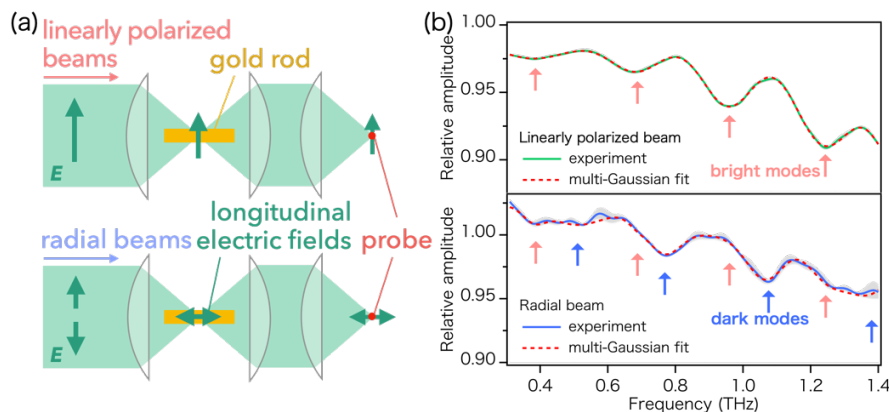 (a)
linearly polarized
beams
gold rod
E
radial beams
longitudinal
electric fields
probe
E
(b)
Relative amplitude
1.00
0.95
0.90
Linearly polarized beam
experiment
multi-Gaussian fit
bright modes
Relative amplitude
1.00
0.95
0.90
Radial beam
experiment
multi-Gaussian fit
dark modes
0.4 0.6 0.8 1.0 1.2 1.4
Frequency (THz)